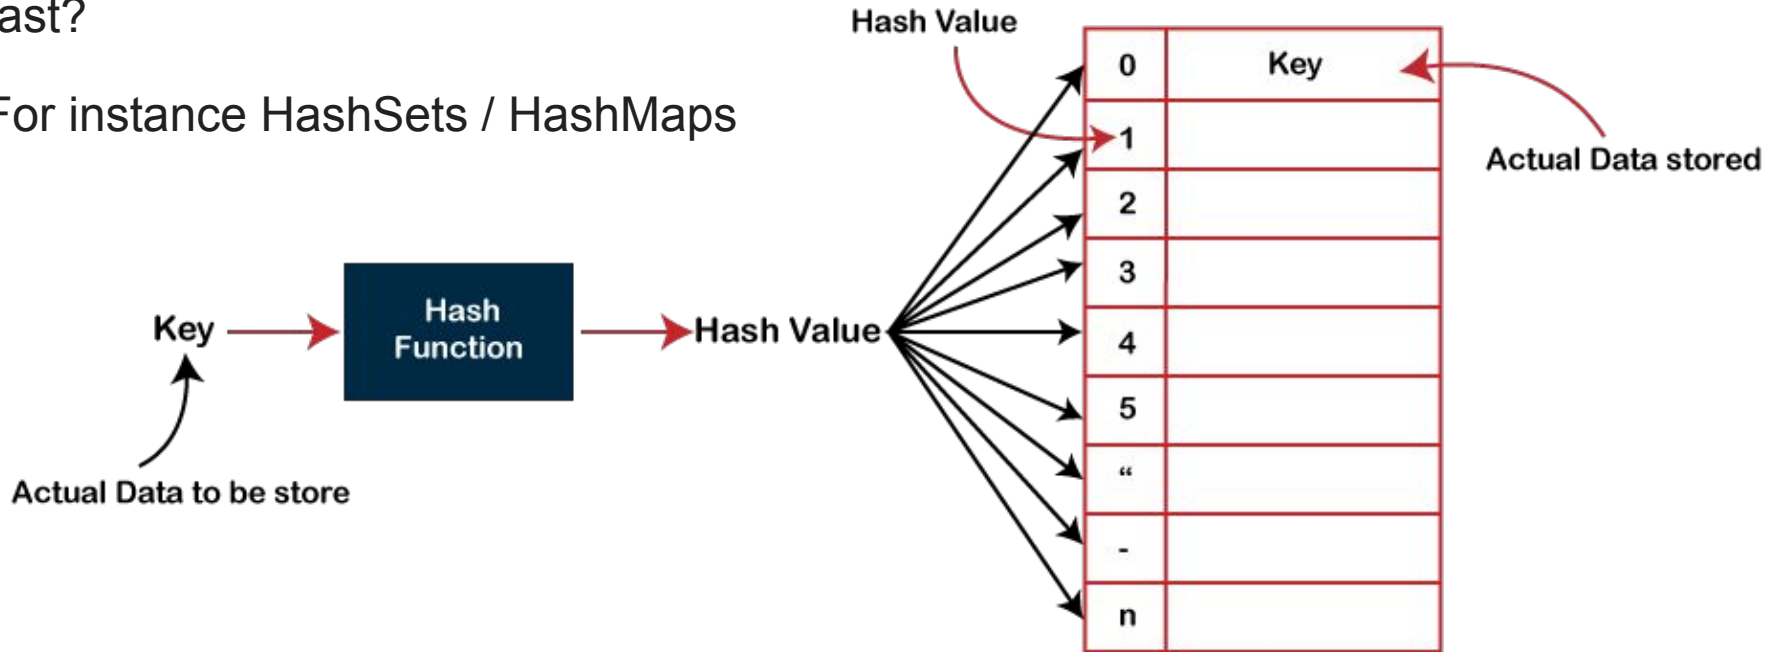 ast?
For instance HashSets / HashMaps
Hash Value
0 Key
1
2
3
4
5
“
-
n
Actual Data stored
Key
Hash
Function
Hash Value
Actual Data to be store